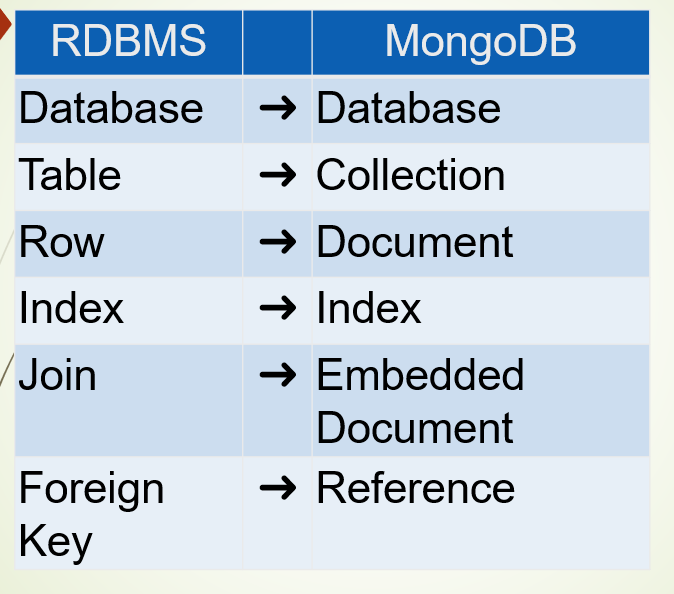 RDBMS MongoDB
Database → Database
Table → Collection
Row → Document
Index → Index
Join → Embedded
Document
Foreign → Reference
Key